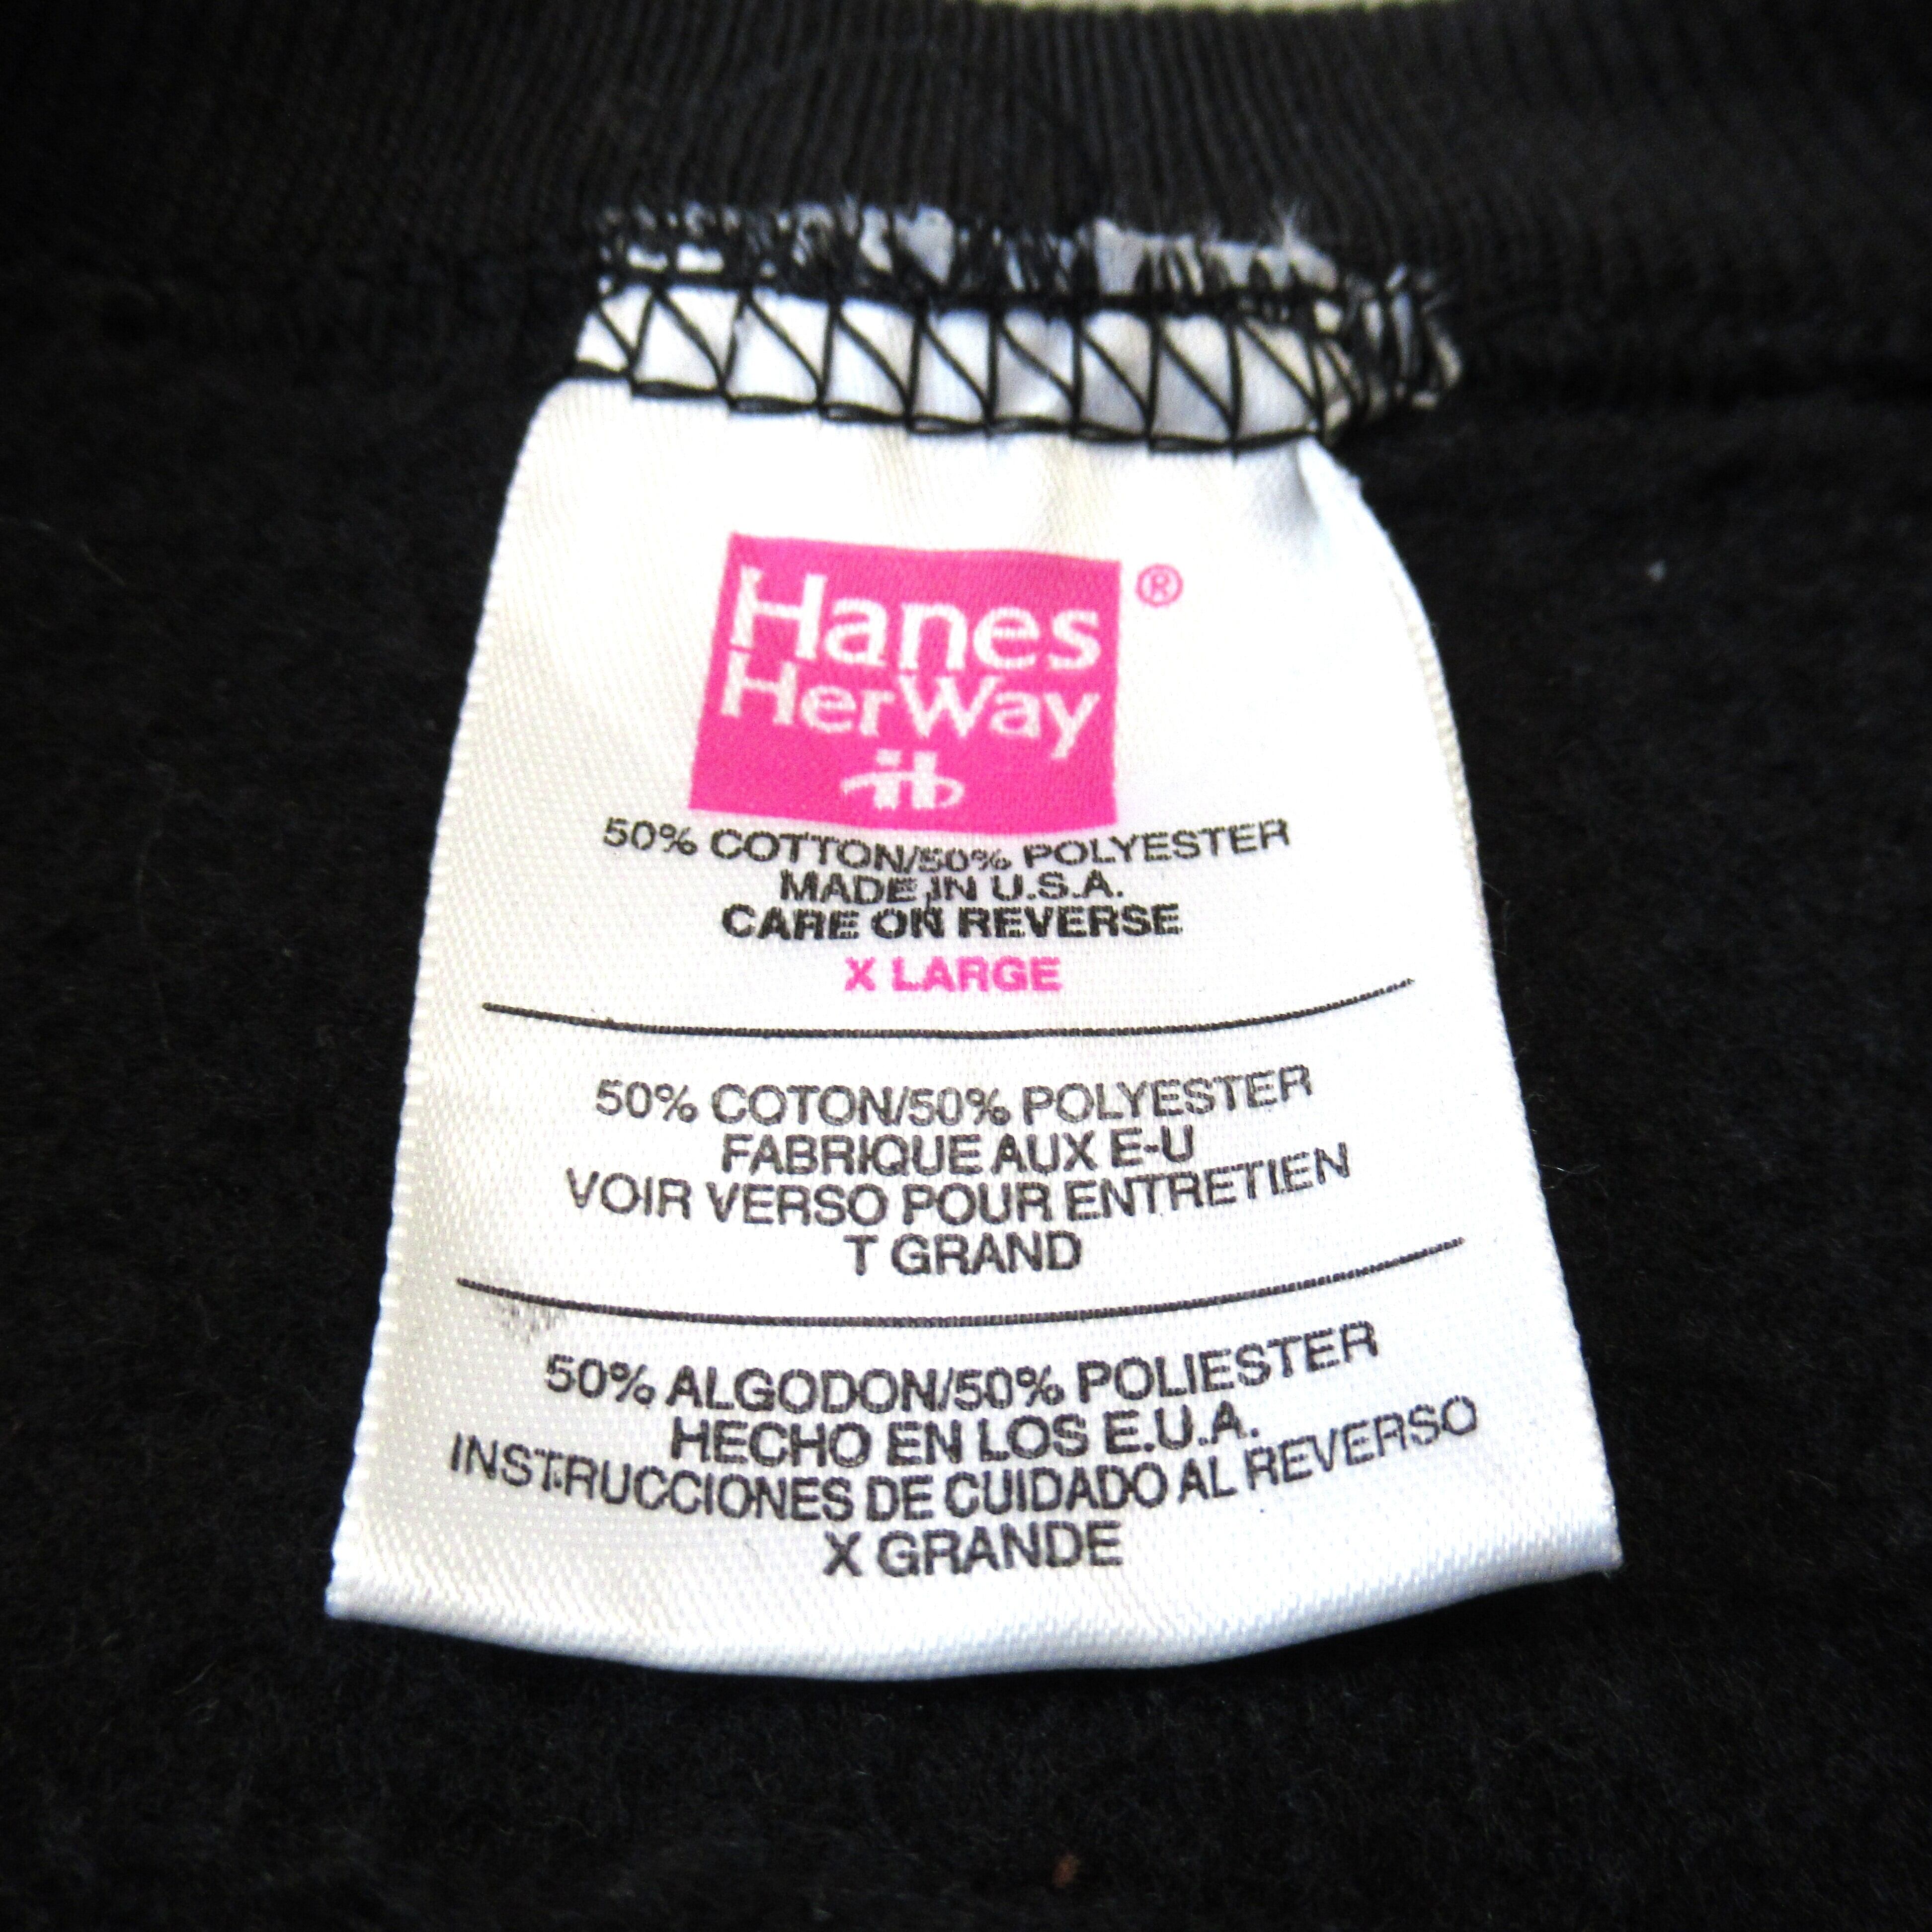 Hanes ®
HerWay
50% COTTON/50% POLYESTER
MADE IN U.S.A.
CARE ON REVERSE
X LARGE
50% COTON/50% POLYESTER
FABRIQUE AUX E-U
VOIR VERSO POUR ENTRETIEN
T GRAND
50% ALGODON/50% POLIESTER
HECHO EN LOS E.U.A.
INSTRUCCIONES DE CUIDADO AL REVERSO
X GRANDE